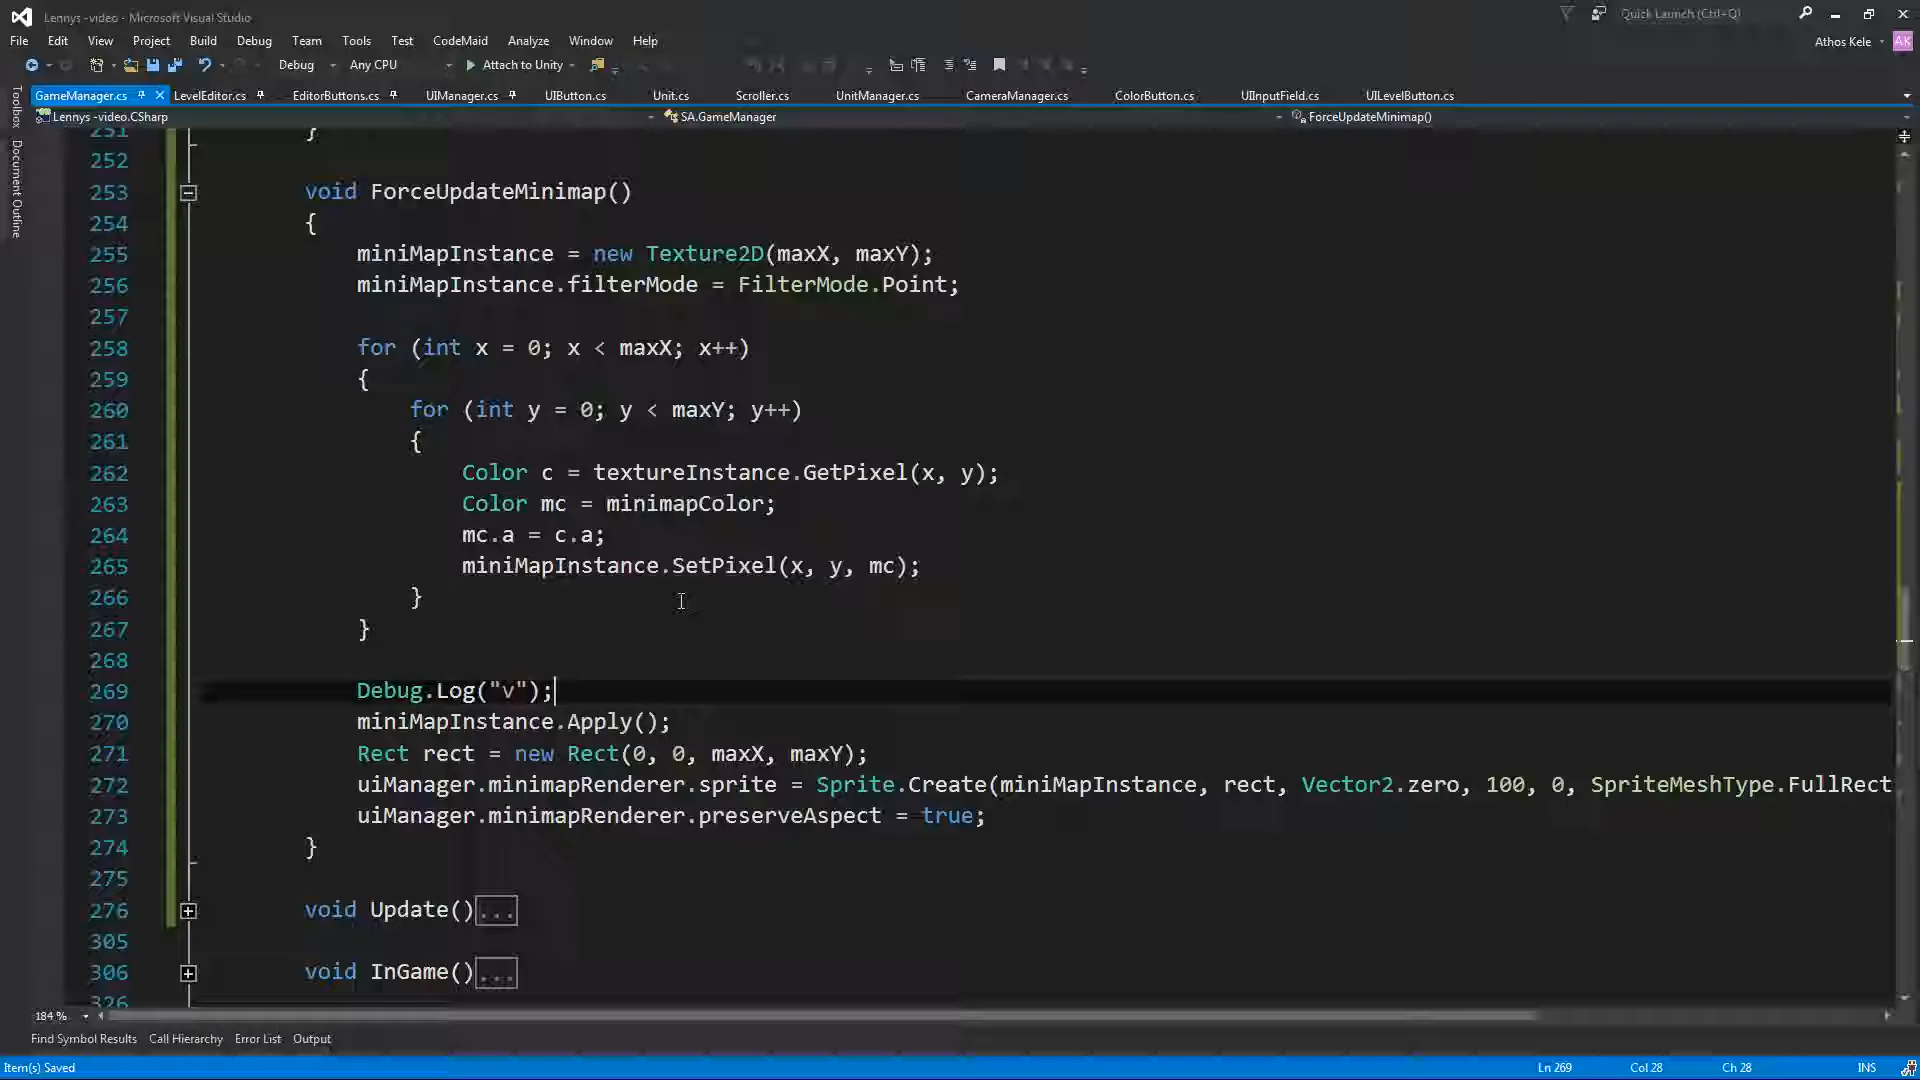 Lennys -video - Microsoft Visual Studio
Quick Launch (Ctrl+Q)
File Edit View Project Build Debug Team Tools Test CodeMaid Analyze Window Help
Athos Kele AK
Debug Any CPU Attach to Unity
GameManager.cs LevelEditor.cs EditorButtons.cs UIManager.cs UIButton.cs Unit.cs Scroller.cs UnitManager.cs CameraManager.cs ColorButton.cs UIInputField.cs UILevelButton.cs
Lennys -video.CSharp SA.GameManager ForceUpdateMinimap()
Toolbox
Document Outline
251 }
252
253 void ForceUpdateMinimap()
254 {
255 miniMapInstance = new Texture2D(maxX, maxY);
256 miniMapInstance.filterMode = FilterMode.Point;
257
258 for (int x = 0; x < maxX; x++)
259 {
260 for (int y = 0; y < maxY; y++)
261 {
262 Color c = textureInstance.GetPixel(x, y);
263 Color mc = minimapColor;
264 mc.a = c.a;
265 miniMapInstance.SetPixel(x, y, mc);
266 }
267 }
268
269 Debug.Log("v");
270 miniMapInstance.Apply();
271 Rect rect = new Rect(0, 0, maxX, maxY);
272 uiManager.minimapRenderer.sprite = Sprite.Create(miniMapInstance, rect, Vector2.zero, 100, 0, SpriteMeshType.FullRect
273 uiManager.minimapRenderer.preserveAspect = true;
274 }
275
276 void Update()...
305
306 void InGame()...
326
184 %
Find Symbol Results Call Hierarchy Error List Output
Item(s) Saved Ln 269 Col 28 Ch 28 INS